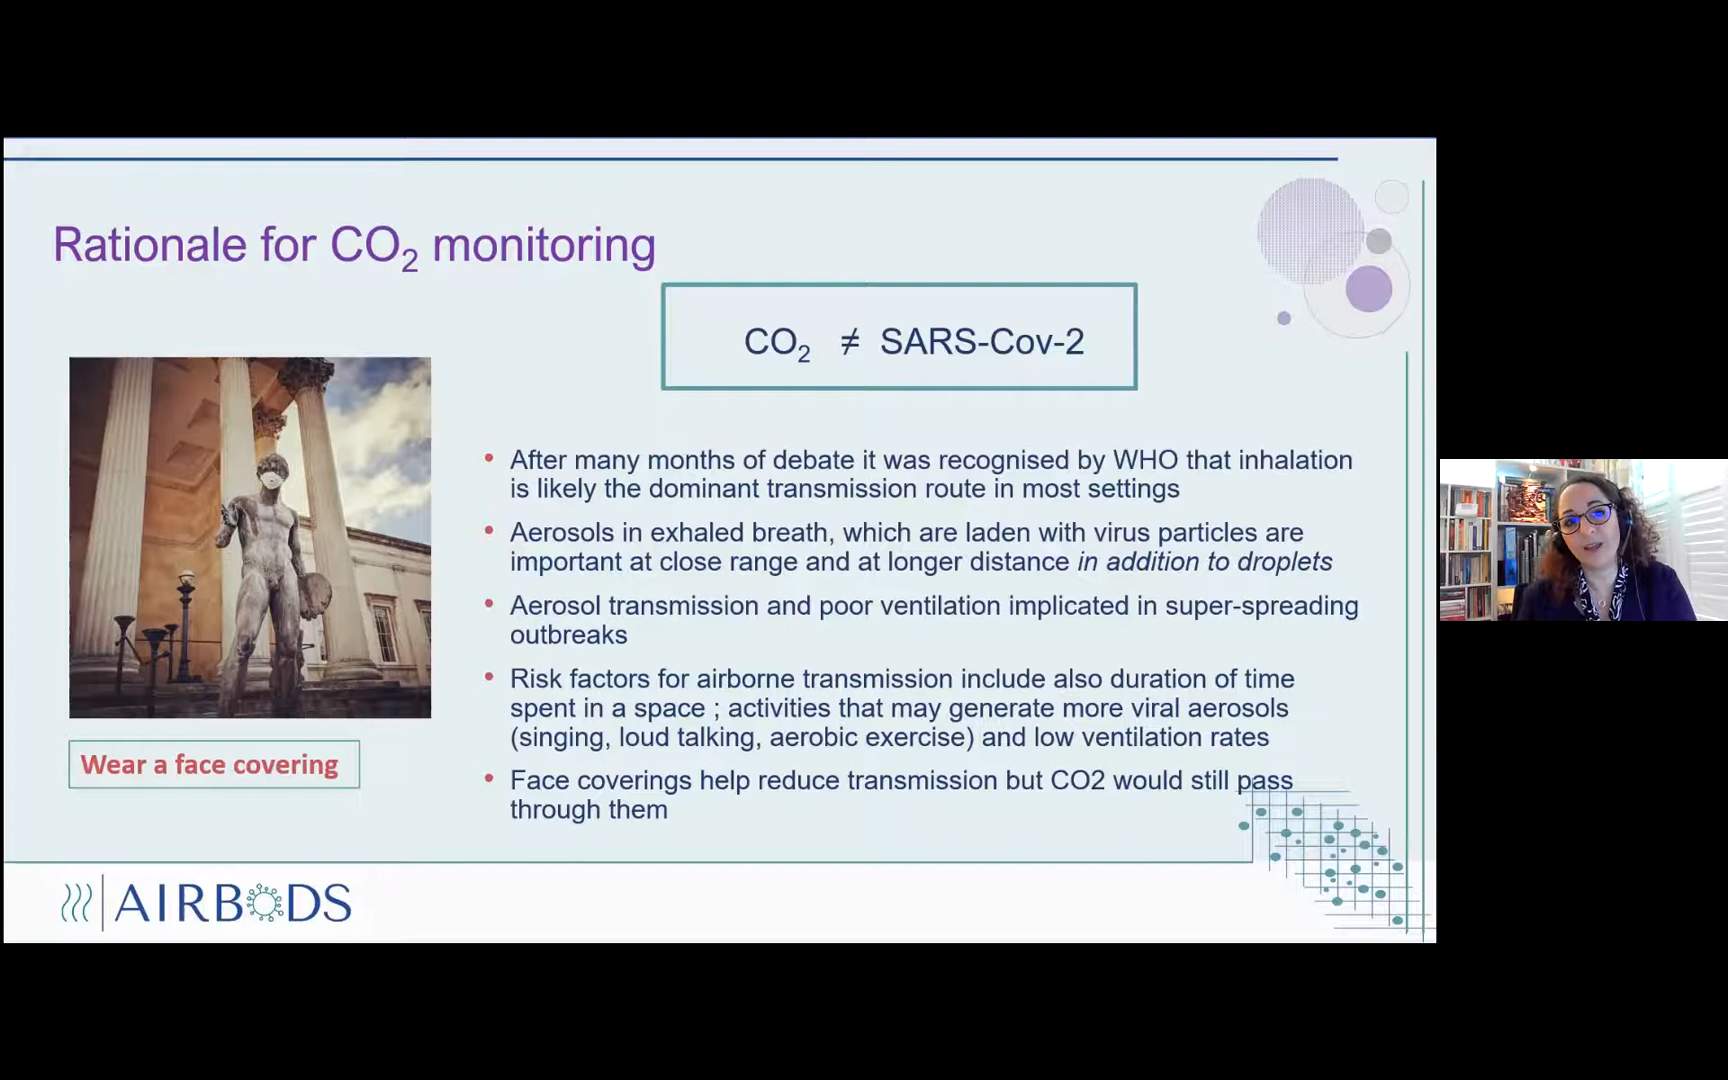 Rationale for CO₂ monitoring
CO₂ ≠ SARS-Cov-2
• After many months of debate it was recognised by WHO that inhalation
is likely the dominant transmission route in most settings
• Aerosols in exhaled breath, which are laden with virus particles are
important at close range and at longer distance in addition to droplets
• Aerosol transmission and poor ventilation implicated in super-spreading
outbreaks
• Risk factors for airborne transmission include also duration of time
spent in a space ; activities that may generate more viral aerosols
(singing, loud talking, aerobic exercise) and low ventilation rates
• Face coverings help reduce transmission but CO2 would still pass
through them
Wear a face covering
AIRBODS